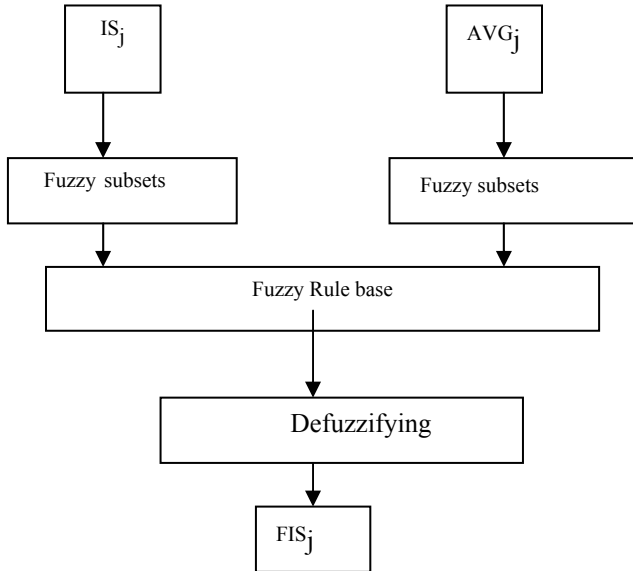 ISj
AVGj
Fuzzy subsets
Fuzzy subsets
Fuzzy Rule base
Defuzzifying
FISj